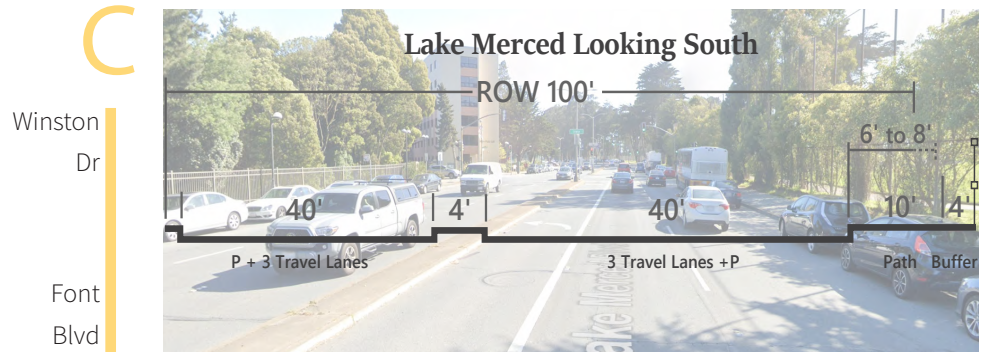 C
Winston
Dr
Font
Blvd
Lake Merced Looking South
ROW 100'
6' to 8'
40'
4'
40'
10'
4'
P + 3 Travel Lanes
3 Travel Lanes +P
Path
Buffer